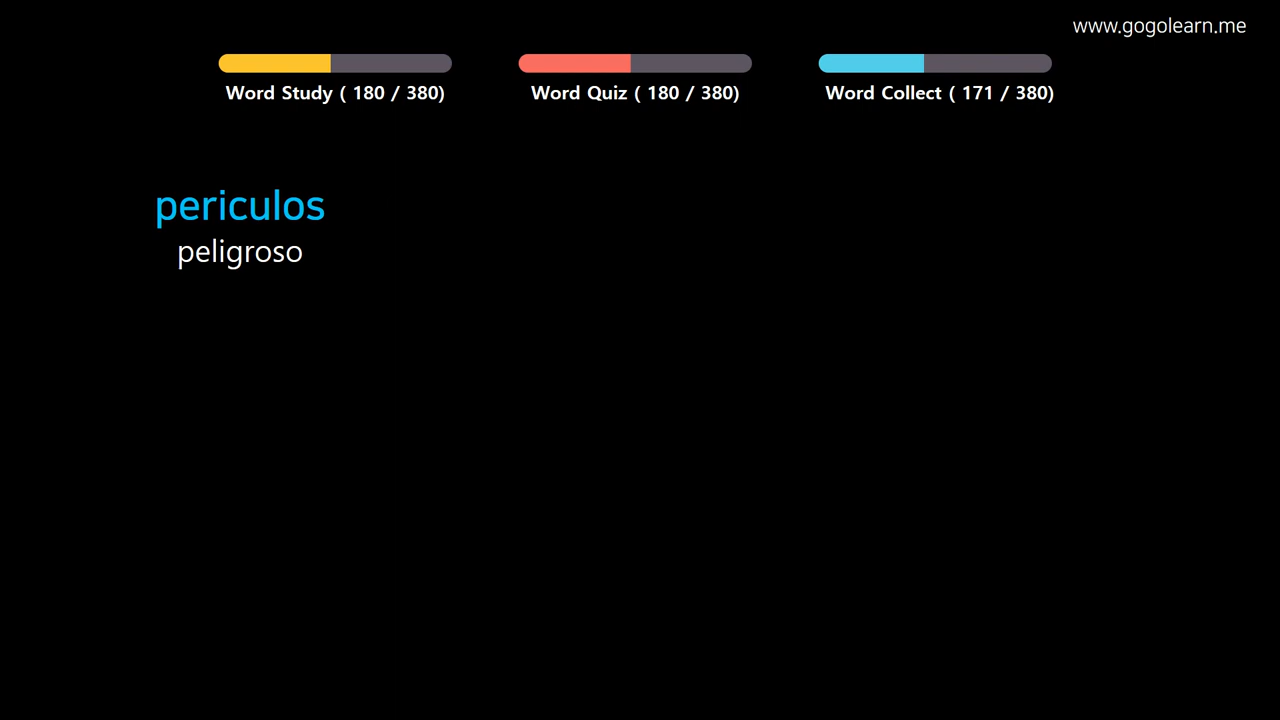 www.gogolearn.me
Word Study ( 180 / 380)
Word Quiz ( 180 / 380)
Word Collect ( 171 / 380)
periculos
peligroso